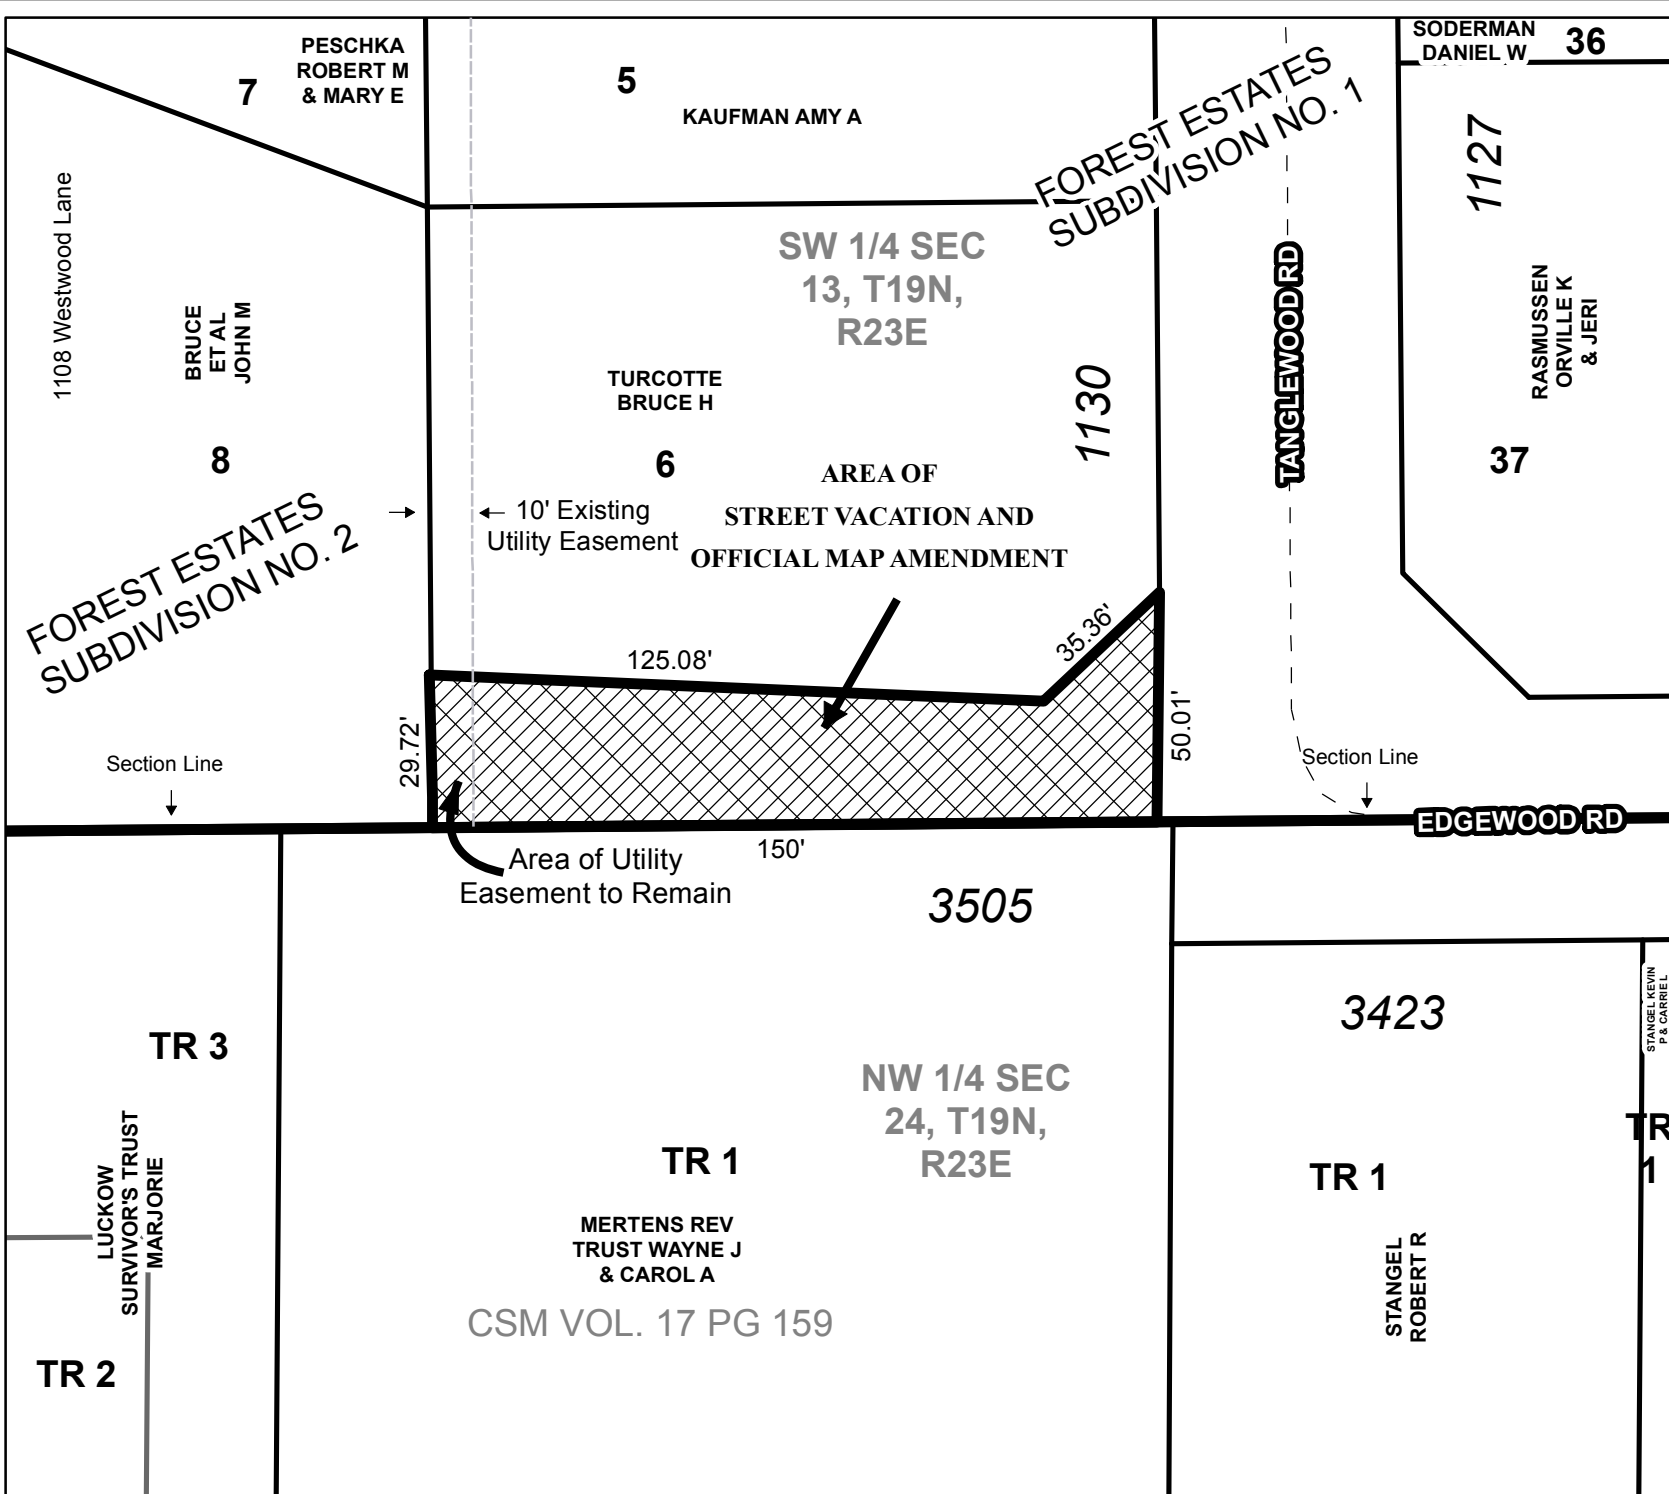 PESCHKA
ROBERT M
& MARY E
7
5
KAUFMAN AMY A
FOREST ESTATES
SUBDIVISION NO. 1
SODERMAN
DANIEL W
36
1127
1108 Westwood Lane
BRUCE
ET AL
JOHN M
8
SW 1/4 SEC
13, T19N,
R23E
TURCOTTE
BRUCE H
6
1130
TANGLEWOOD RD
RASMUSSEN
ORVILLE K
& JERI
37
AREA OF
STREET VACATION AND
OFFICIAL MAP AMENDMENT
10' Existing
Utility Easement
FOREST ESTATES
SUBDIVISION NO. 2
125.08'
35.36'
29.72'
50.01'
Section Line
Section Line
EDGEWOOD RD
150'
Area of Utility
Easement to Remain
3505
3423
STANGEL KEVIN
P & CARRIE L
TR 3
NW 1/4 SEC
24, T19N,
R23E
TR 1
TR 1
TR
1
LUCKOW
SURVIVOR'S TRUST
MARJORIE
MERTENS REV
TRUST WAYNE J
& CAROL A
STANGEL
ROBERT R
CSM VOL. 17 PG 159
TR 2